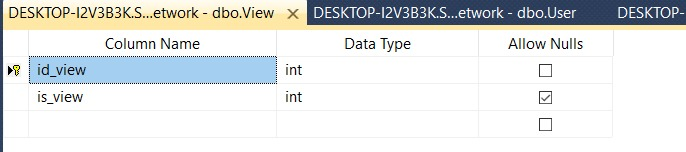 DESKTOP-I2V3B3K.S...etwork - dbo.View DESKTOP-I2V3B3K.S...etwork - dbo.User DESKTOP-
Column Name Data Type Allow Nulls
id_view int
is_view int